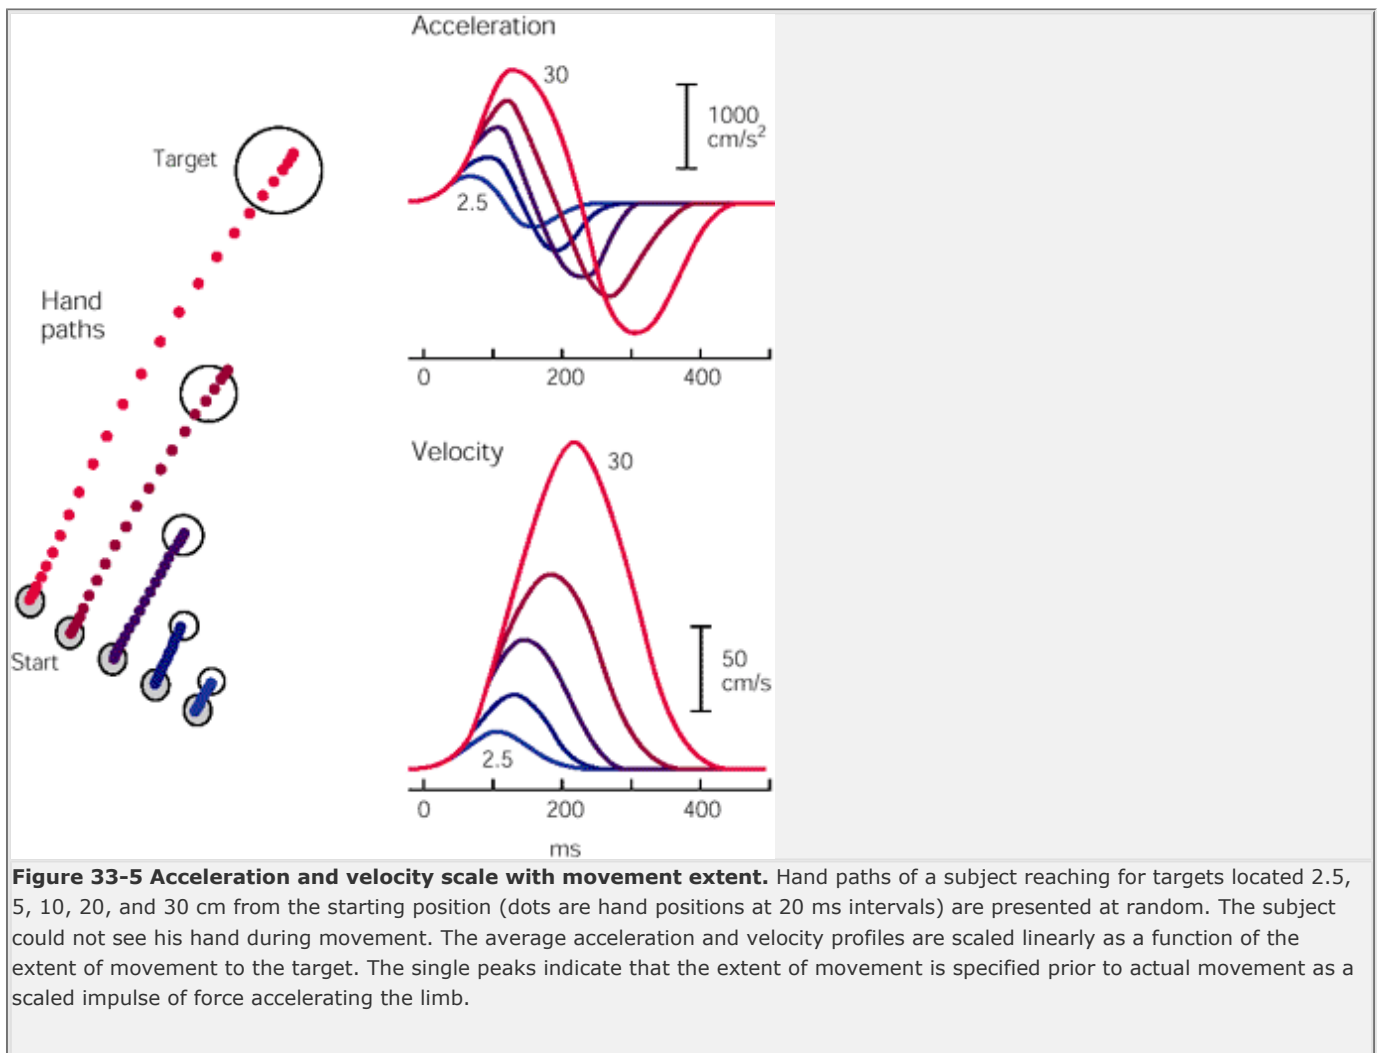 Acceleration
30
1000
cm/s²
Target
2.5
Hand
paths
0 200 400
Velocity
30
50
cm/s
Start
2.5
0 200 400
ms
Figure 33-5 Acceleration and velocity scale with movement extent. Hand paths of a subject reaching for targets located 2.5,
5, 10, 20, and 30 cm from the starting position (dots are hand positions at 20 ms intervals) are presented at random. The subject
could not see his hand during movement. The average acceleration and velocity profiles are scaled linearly as a function of the
extent of movement to the target. The single peaks indicate that the extent of movement is specified prior to actual movement as a
scaled impulse of force accelerating the limb.